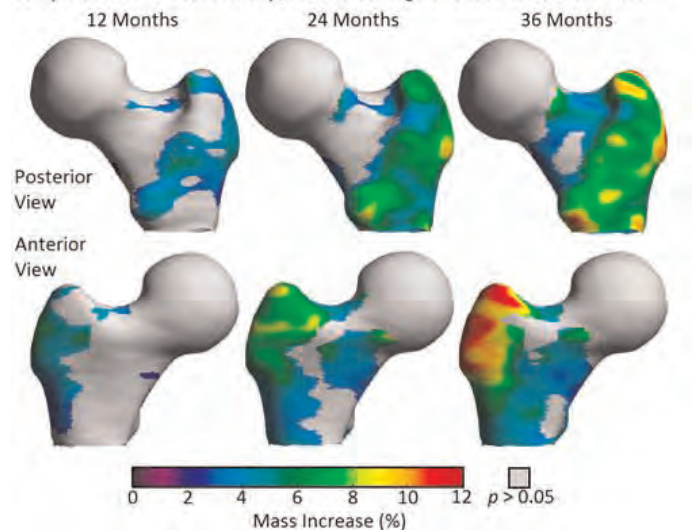 12 Months 24 Months 36 Months
Posterior
View
Anterior
View
0 2 4 6 8 10 12
p > 0.05
Mass Increase (%)